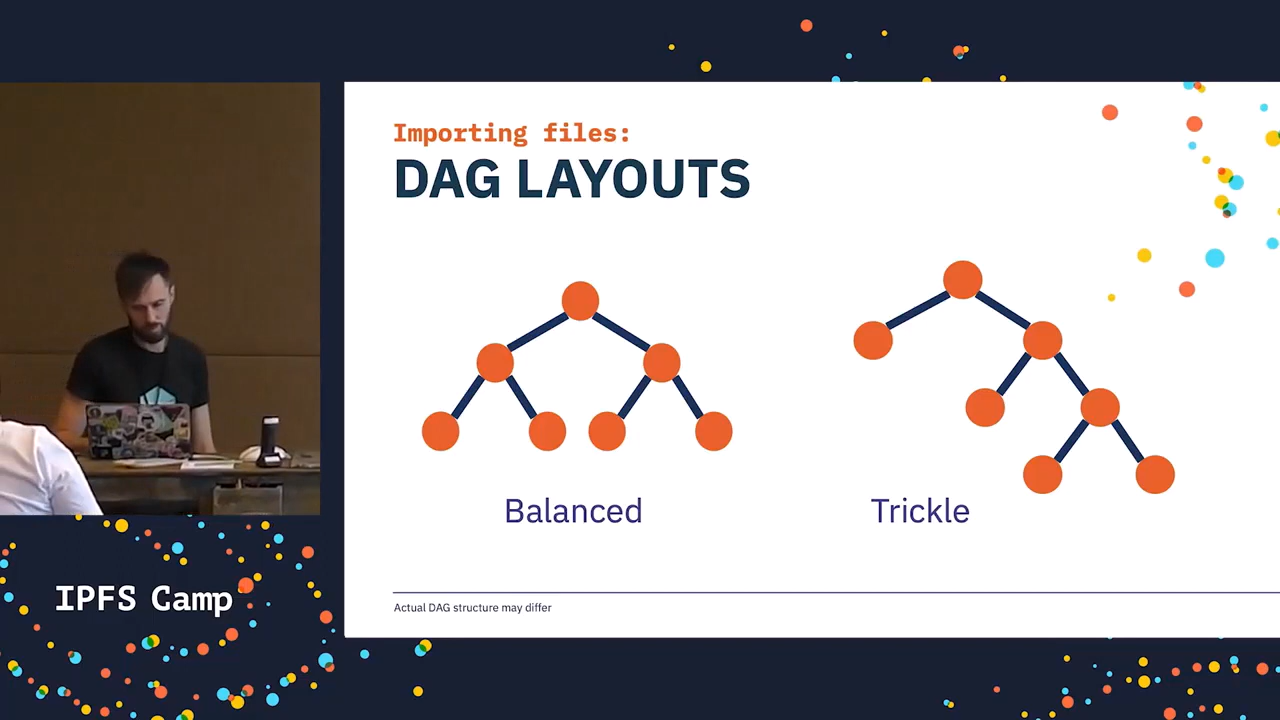 Importing files:
DAG LAYOUTS
Balanced
Trickle
Actual DAG structure may differ
IPFS Camp